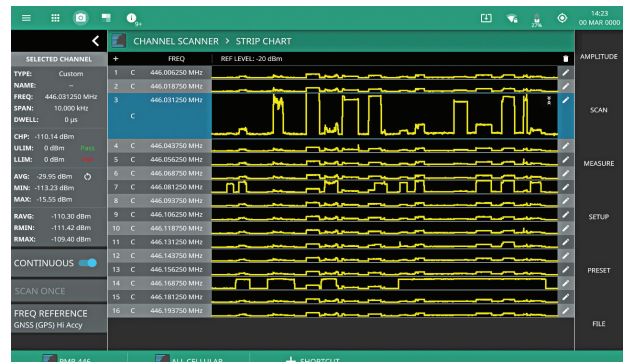 9+
27%
14:23
00 MAR 0000
CHANNEL SCANNER > STRIP CHART
SELECTED CHANNEL
TYPE: Custom
NAME: --
FREQ: 446.031250 MHz
SPAN: 10.000 kHz
DWELL: 0 µs
CHP: -110.14 dBm
ULIM: 0 dBm Pass
LLIM: 0 dBm
AVG: -29.95 dBm
MIN: -113.23 dBm
MAX: -15.55 dBm
RAVG: -110.30 dBm
RMIN: -111.42 dBm
RMAX: -109.40 dBm
CONTINUOUS
SCAN ONCE
FREQ REFERENCE
GNSS (GPS) Hi Accy
+ FREQ REF LEVEL: -20 dBm
1 C 446.006250 MHz
2 C 446.018750 MHz
3 C 446.031250 MHz
4 C 446.043750 MHz
5 C 446.056250 MHz
6 C 446.068750 MHz
7 C 446.081250 MHz
8 C 446.093750 MHz
9 C 446.106250 MHz
10 C 446.118750 MHz
11 C 446.131250 MHz
12 C 446.143750 MHz
13 C 446.156250 MHz
14 C 446.168750 MHz
15 C 446.181250 MHz
16 C 446.193750 MHz
AMPLITUDE
SCAN
MEASURE
SETUP
PRESET
FILE
PMR 446
ALL CELLULAR
+ SHORTCUT